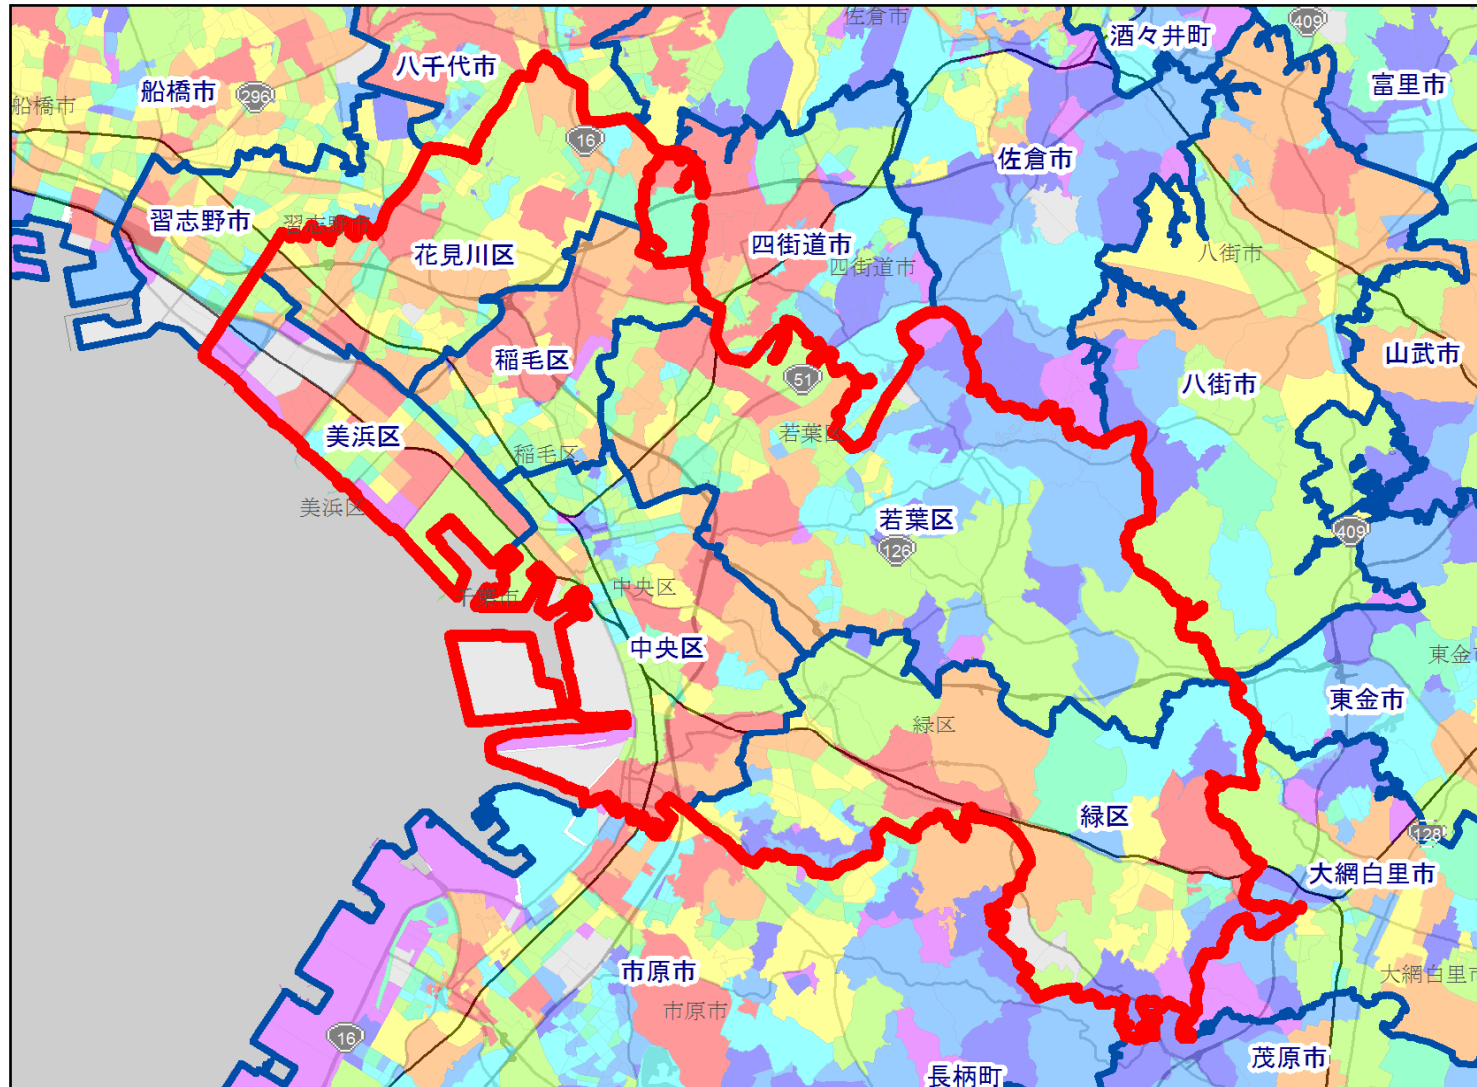 佐倉市
409
酒々井町
八千代市
船橋市
296
富里市
船橋市
16
佐倉市
習志野市
習志野市
花見川区
四街道市
四街道市
八街市
稲毛区
51
山武市
八街市
美浜区
稲毛区
若葉区
美浜区
若葉区
409
126
千葉市
中央区
中央区
東金市
東金市
緑区
緑区
128
大網白里市
市原市
大網白里市
市原市
16
茂原市
長柄町